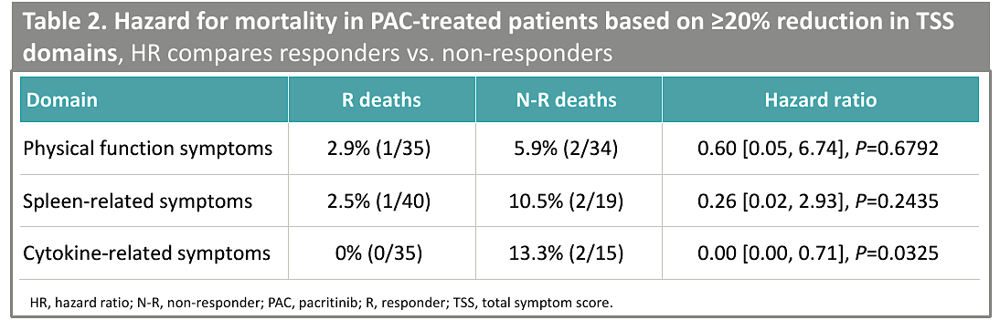 Table 2. Hazard for mortality in PAC-treated patients based on ≥20% reduction in TSS
domains, HR compares responders vs. non-responders
Domain R deaths N-R deaths Hazard ratio
Physical function symptoms 2.9% (1/35) 5.9% (2/34) 0.60 [0.05, 6.74], P=0.6792
Spleen-related symptoms 2.5% (1/40) 10.5% (2/19) 0.26 [0.02, 2.93], P=0.2435
Cytokine-related symptoms 0% (0/35) 13.3% (2/15) 0.00 [0.00, 0.71], P=0.0325
HR, hazard ratio; N-R, non-responder; PAC, pacritinib; R, responder; TSS, total symptom score.